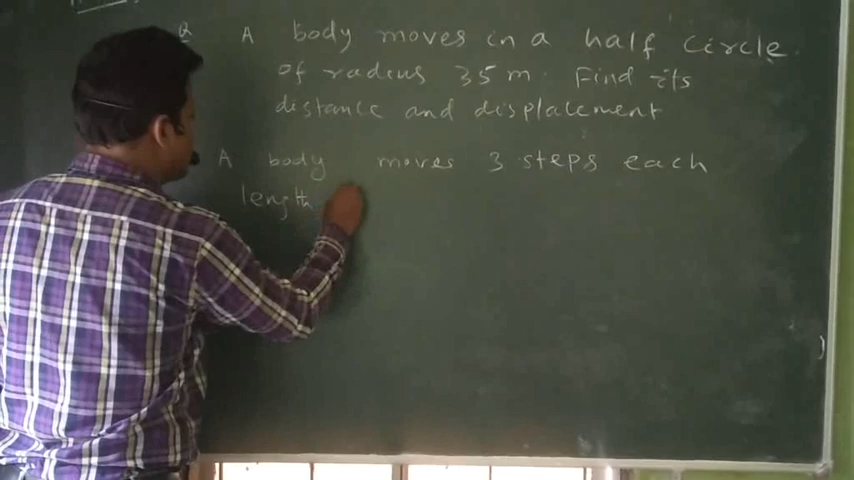 Q A body moves in a half circle.
of radius 35 m. Find its
distance and displacement
A body moves 3 steps each
length